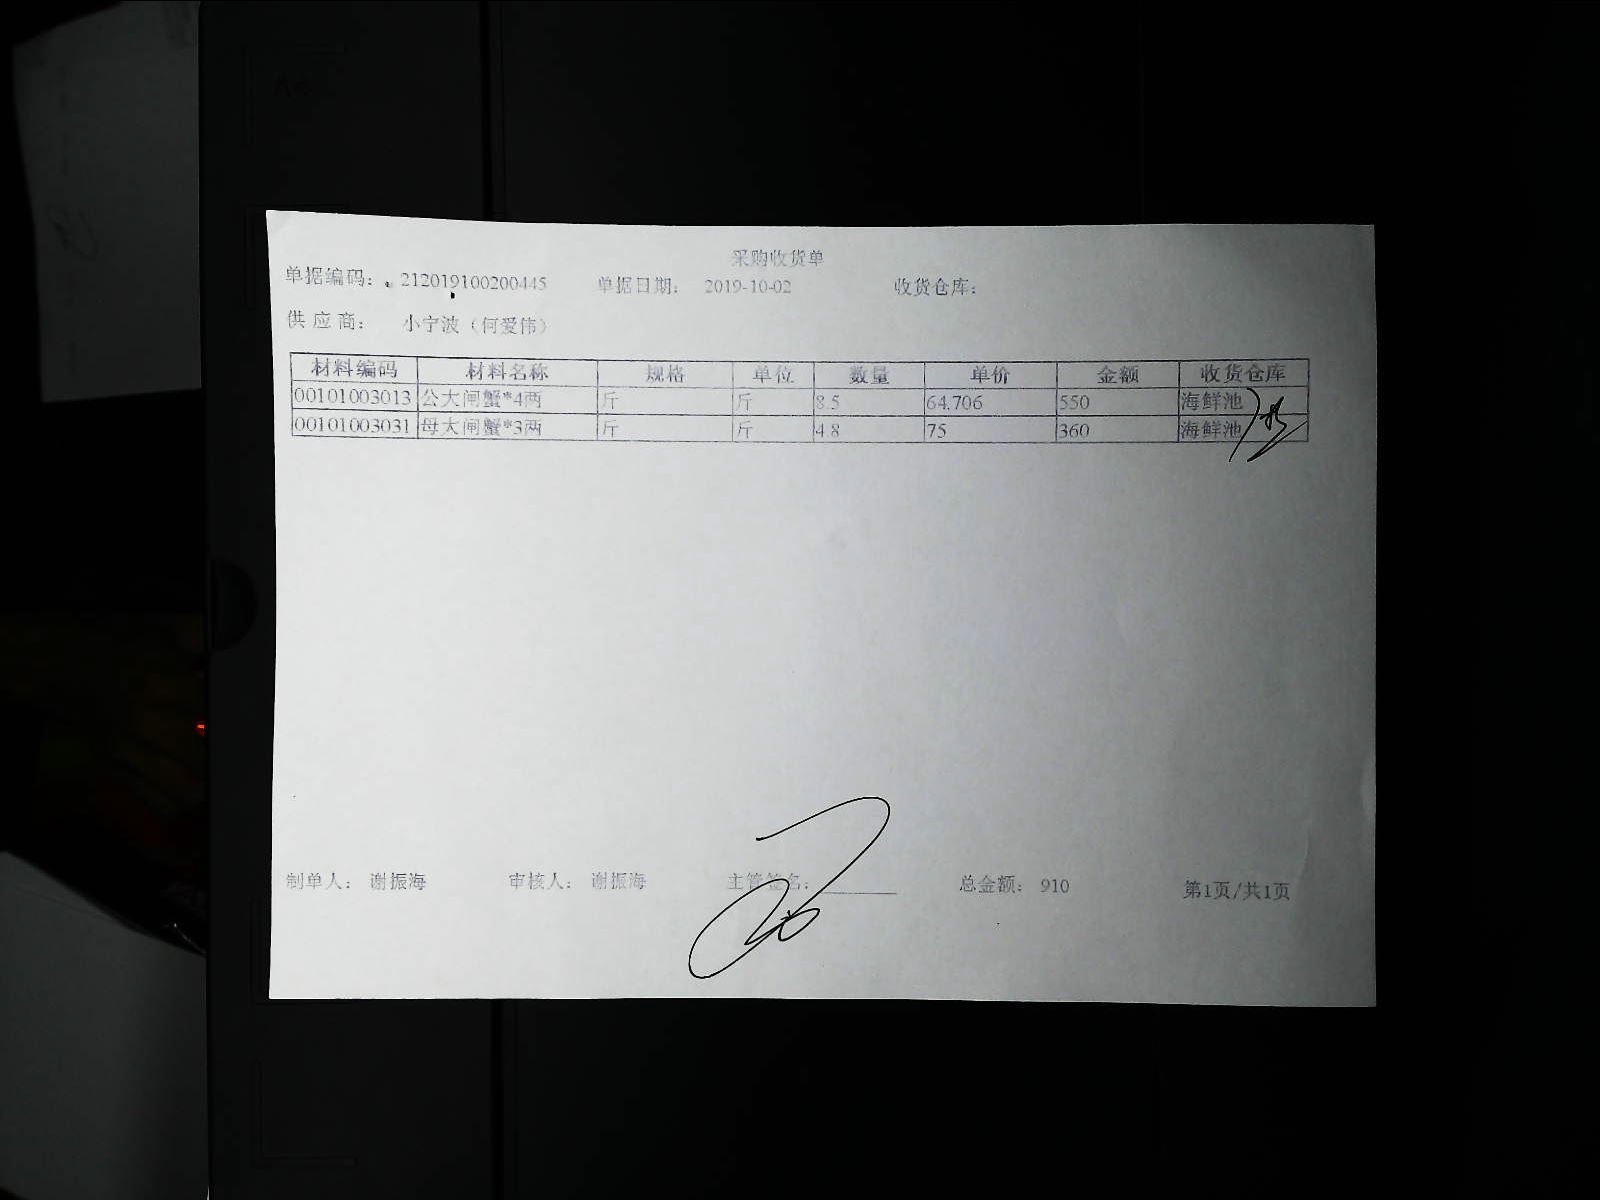 采购收货单
单据编码： 212019100200445 单据日期： 2019-10-02 收货仓库：
供 应 商： 小宁波（何爱伟）
材料编码 材料名称 规格 单位 数量 单价 金额 收货仓库
00101003013 公大闸蟹*4两 斤 斤 8.5 64.706 550 海鲜池
00101003031 母大闸蟹*3两 斤 斤 4.8 75 360 海鲜池
制单人： 谢振海 审核人： 谢振海 主管签名： 总金额： 910 第1页/共1页